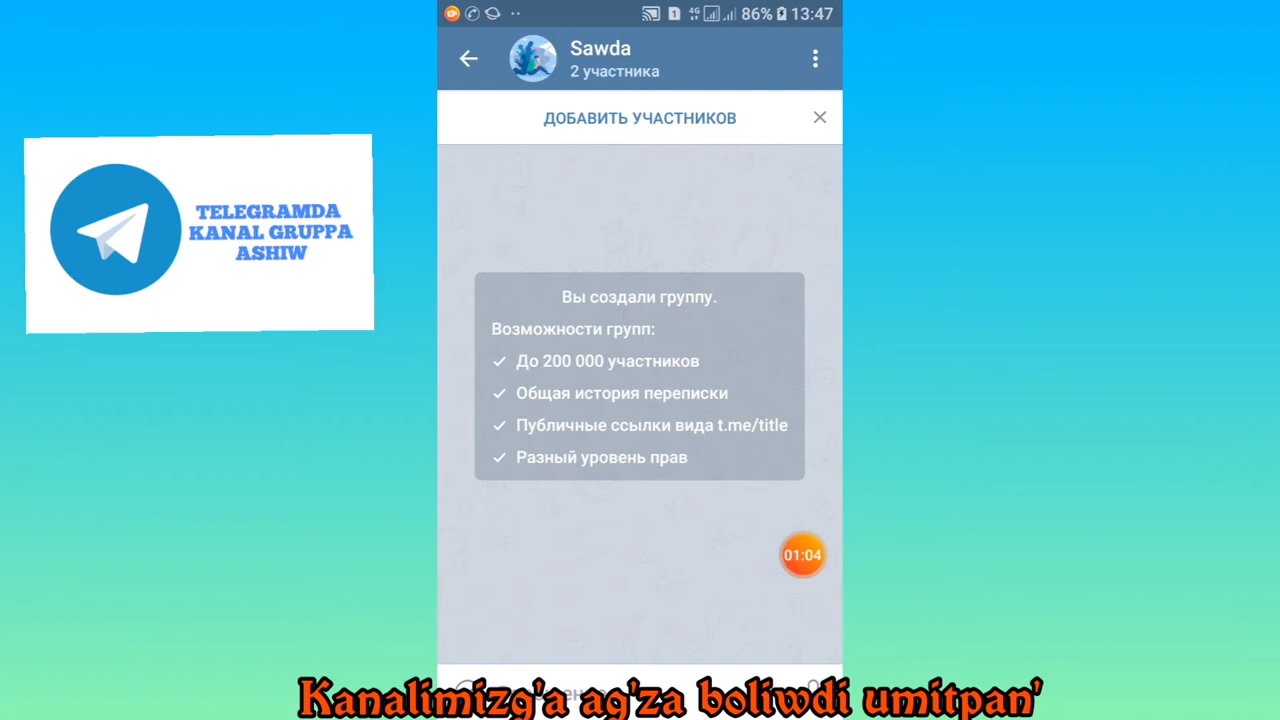 1 4G 86% 13:47
Sawda
2 участника
ДОБАВИТЬ УЧАСТНИКОВ
TELEGRAMDA
KANAL GRUPPA
ASHIW
Вы создали группу.
Возможности групп:
До 200 000 участников
Общая история переписки
Публичные ссылки вида t.me/title
Разный уровень прав
01:04
Kanalimizg'a ag'za boliwdi umitpan'